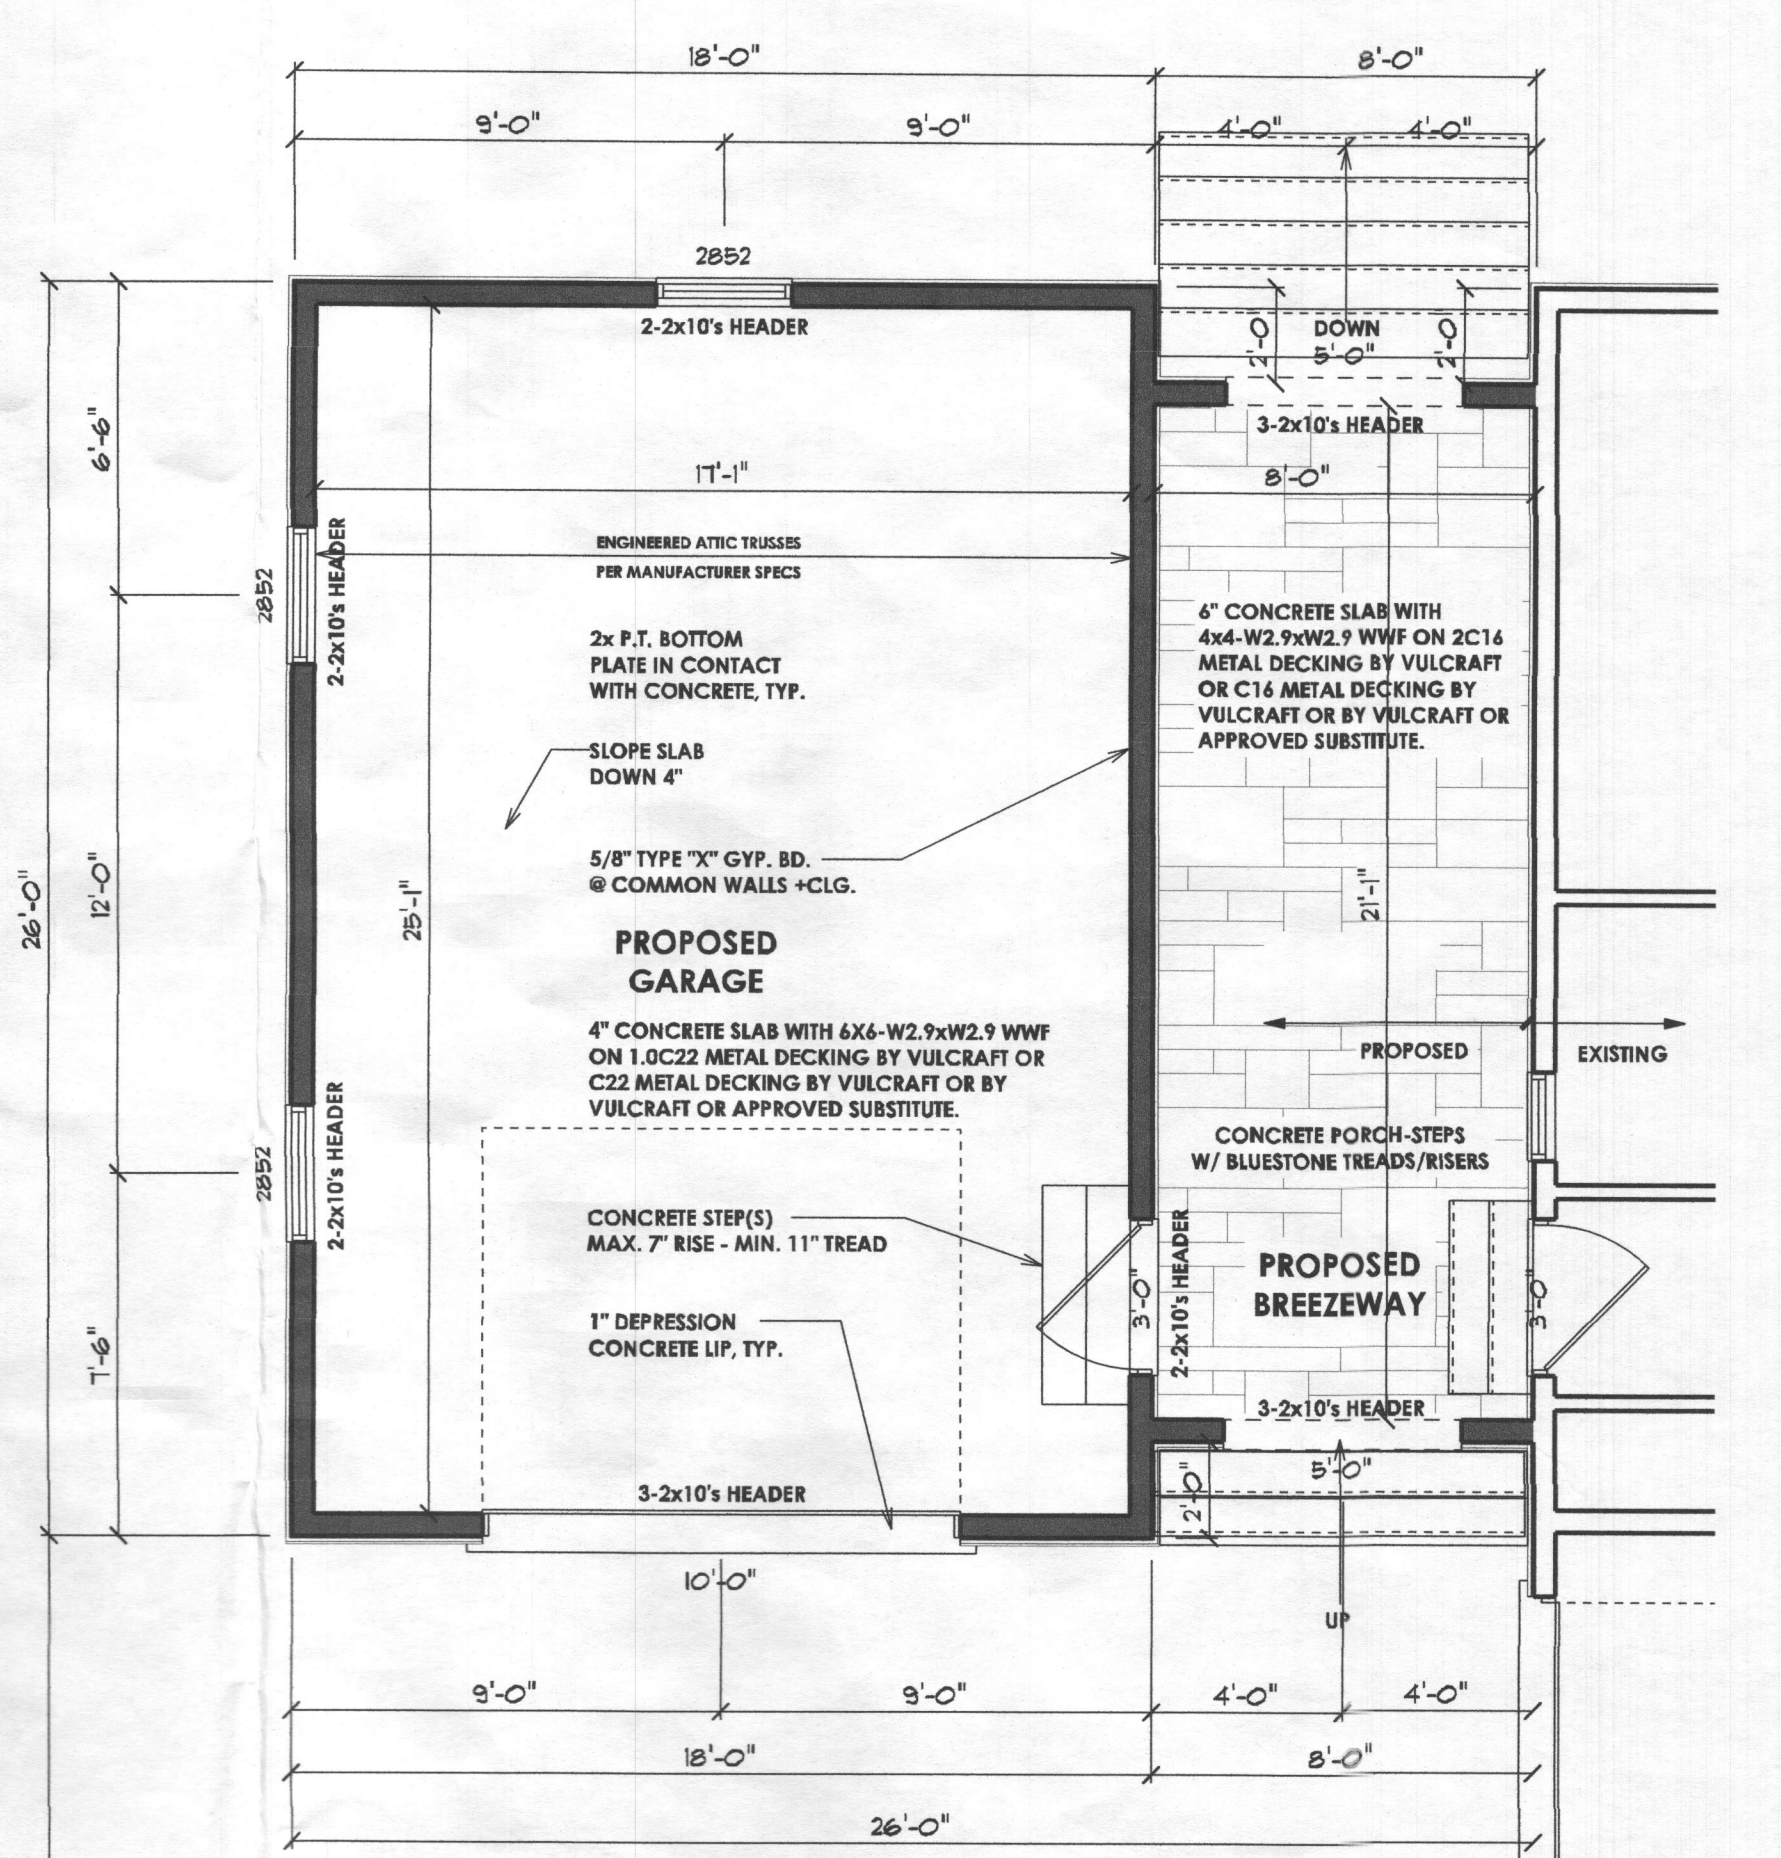 18'-0"
8'-0"
9'-0"
9'-0"
4'-0"
4'-0"
2852
2-2x10's HEADER
2'-0
DOWN
5'-0"
2'-0
3-2x10's HEADER
6'-6"
17'-1"
8'-0"
ENGINEERED ATTIC TRUSSES
PER MANUFACTURER SPECS
2852
2-2x10's HEADER
2x P.T. BOTTOM
PLATE IN CONTACT
WITH CONCRETE, TYP.
6" CONCRETE SLAB WITH
4x4-W2.9xW2.9 WWF ON 2C16
METAL DECKING BY VULCRAFT
OR C16 METAL DECKING BY
VULCRAFT OR BY VULCRAFT OR
APPROVED SUBSTITUTE.
SLOPE SLAB
DOWN 4"
5/8" TYPE "X" GYP. BD.
@ COMMON WALLS +CLG.
26'-0"
12'-0"
25'-1"
21'-1"
PROPOSED
GARAGE
4" CONCRETE SLAB WITH 6X6-W2.9xW2.9 WWF
ON 1.0C22 METAL DECKING BY VULCRAFT OR
C22 METAL DECKING BY VULCRAFT OR BY
VULCRAFT OR APPROVED SUBSTITUTE.
PROPOSED
EXISTING
CONCRETE PORCH-STEPS
W/ BLUESTONE TREADS/RISERS
2852
2-2x10's HEADER
CONCRETE STEP(S)
MAX. 7" RISE - MIN. 11" TREAD
3'-0"
2-2x10's HEADER
PROPOSED
BREEZEWAY
3'-0"
1" DEPRESSION
CONCRETE LIP, TYP.
7'-6"
3-2x10's HEADER
3-2x10's HEADER
2'-0"
5'-0"
10'-0"
UP
9'-0"
9'-0"
4'-0"
4'-0"
18'-0"
8'-0"
26'-0"